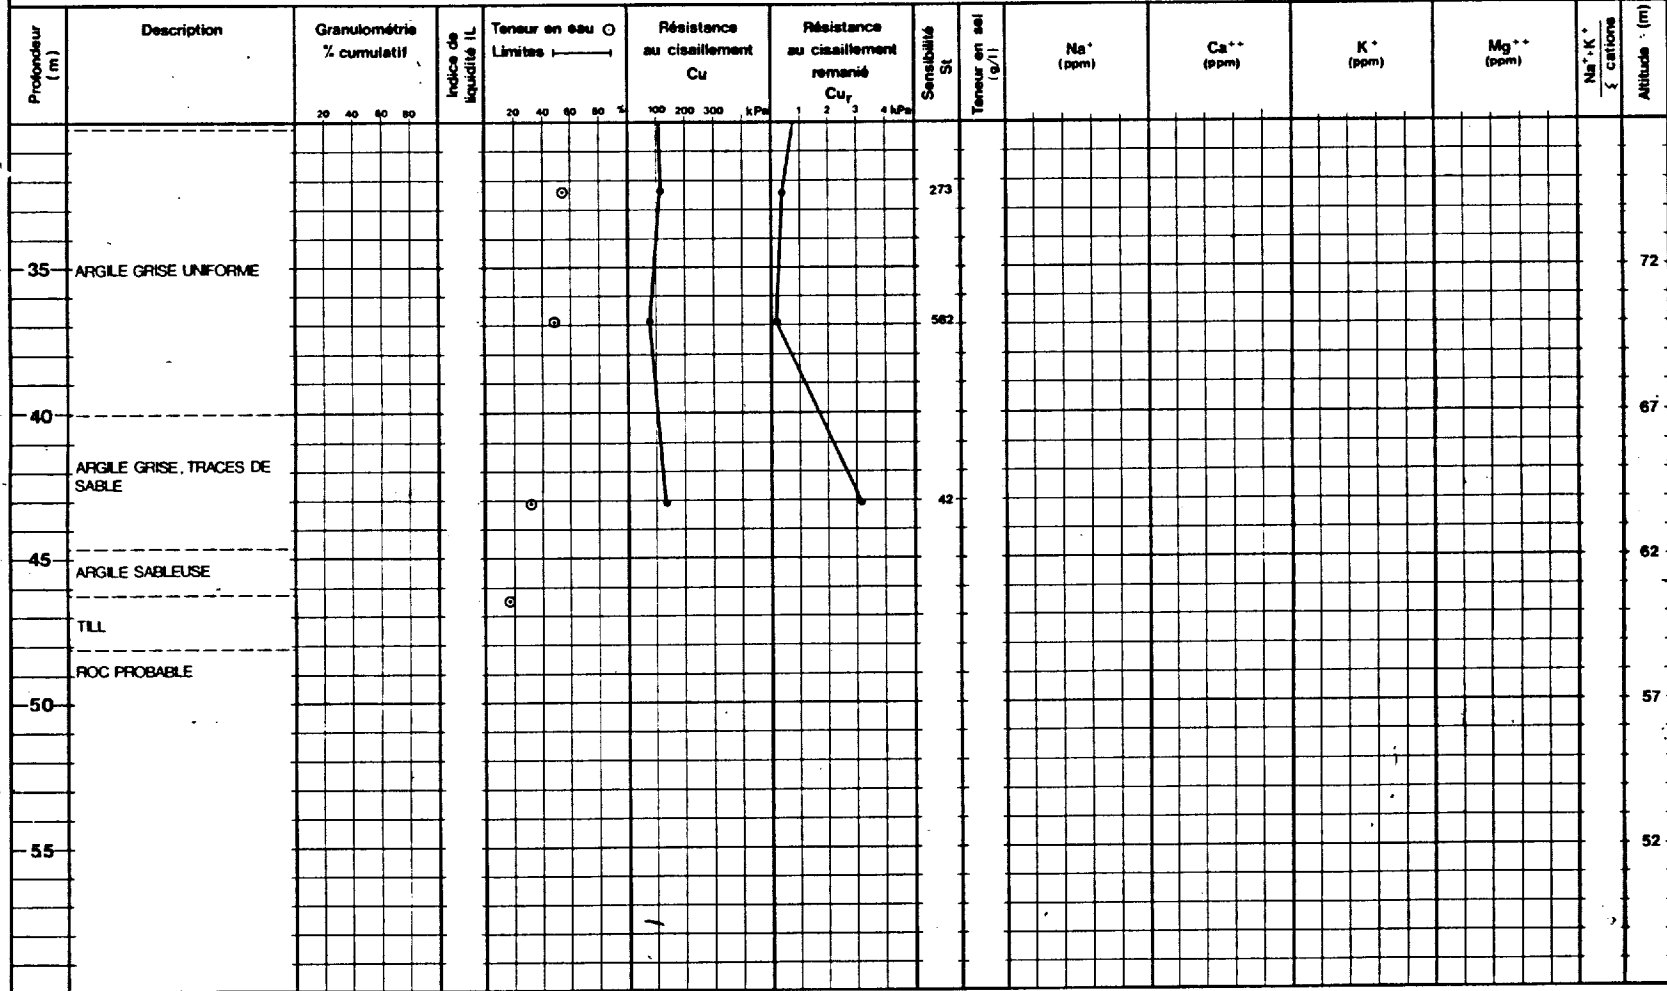 Profondeur
(m)
Description
Granulométrie
% cumulatif
20 40 60 80
Indice de
liquidité IL
Teneur en eau ⊙
Limites
20 40 60 80 %
Résistance
au cisaillement
Cu
100 200 300 kPa
Résistance
au cisaillement
remanié
Cur
1 2 3 4 kPa
Sensibilité
St
Teneur en sel
(g/l)
Na+
(ppm)
Ca++
(ppm)
K+
(ppm)
Mg++
(ppm)
Na+·K+
ξ cations
Altitude (m)
273
35
ARGILE GRISE UNIFORME
72
562
40
67
ARGILE GRISE, TRACES DE
SABLE
42
45
62
ARGILE SABLEUSE
TILL
ROC PROBABLE
50
57
55
52